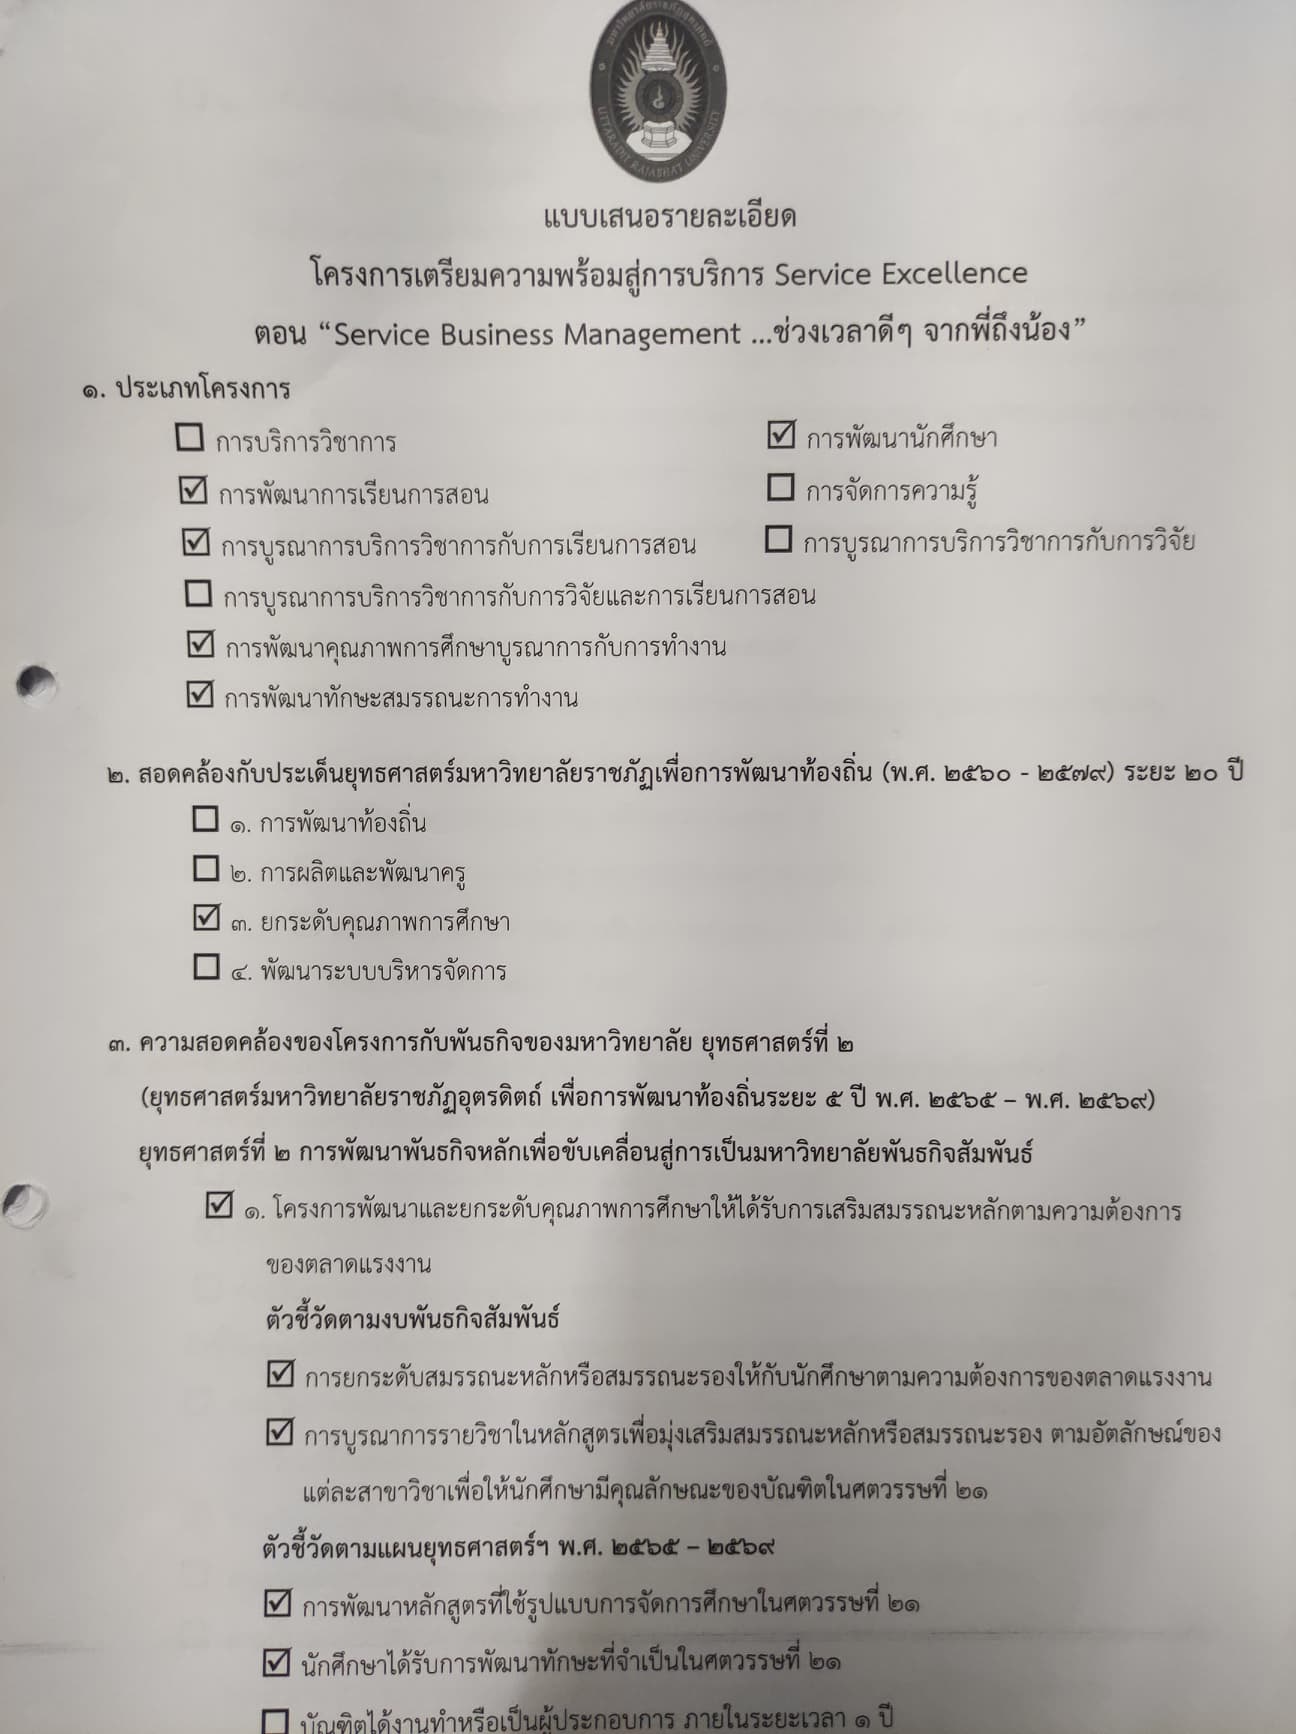 มหาวิทยาลัยราชภัฏอุตรดิตถ์
UTTARADIT RAJABHAT UNIVERSITY
แบบเสนอรายละเอียด
โครงการเตรียมความพร้อมสู่การบริการ Service Excellence
ตอน “Service Business Management ...ช่วงเวลาดีๆ จากพี่ถึงน้อง”
๑. ประเภทโครงการ
☐ การบริการวิชาการ ☑ การพัฒนานักศึกษา
☑ การพัฒนาการเรียนการสอน ☐ การจัดการความรู้
☑ การบูรณาการบริการวิชาการกับการเรียนการสอน ☐ การบูรณาการบริการวิชาการกับการวิจัย
☐ การบูรณาการบริการวิชาการกับการวิจัยและการเรียนการสอน
☑ การพัฒนาคุณภาพการศึกษาบูรณาการกับการทำงาน
☑ การพัฒนาทักษะสมรรถนะการทำงาน
๒. สอดคล้องกับประเด็นยุทธศาสตร์มหาวิทยาลัยราชภัฏเพื่อการพัฒนาท้องถิ่น (พ.ศ. ๒๕๖๐ - ๒๕๗๙) ระยะ ๒๐ ปี
☐ ๑. การพัฒนาท้องถิ่น
☐ ๒. การผลิตและพัฒนาครู
☑ ๓. ยกระดับคุณภาพการศึกษา
☐ ๔. พัฒนาระบบบริหารจัดการ
๓. ความสอดคล้องของโครงการกับพันธกิจของมหาวิทยาลัย ยุทธศาสตร์ที่ ๒
(ยุทธศาสตร์มหาวิทยาลัยราชภัฏอุตรดิตถ์ เพื่อการพัฒนาท้องถิ่นระยะ ๕ ปี พ.ศ. ๒๕๖๕ – พ.ศ. ๒๕๖๙)
ยุทธศาสตร์ที่ ๒ การพัฒนาพันธกิจหลักเพื่อขับเคลื่อนสู่การเป็นมหาวิทยาลัยพันธกิจสัมพันธ์
☑ ๑. โครงการพัฒนาและยกระดับคุณภาพการศึกษาให้ได้รับการเสริมสมรรถนะหลักตามความต้องการ
ของตลาดแรงงาน
ตัวชี้วัดตามงบพันธกิจสัมพันธ์
☑ การยกระดับสมรรถนะหลักหรือสมรรถนะรองให้กับนักศึกษาตามความต้องการของตลาดแรงงาน
☑ การบูรณาการรายวิชาในหลักสูตรเพื่อมุ่งเสริมสมรรถนะหลักหรือสมรรถนะรอง ตามอัตลักษณ์ของ
แต่ละสาขาวิชาเพื่อให้นักศึกษามีคุณลักษณะของบัณฑิตในศตวรรษที่ ๒๑
ตัวชี้วัดตามแผนยุทธศาสตร์ฯ พ.ศ. ๒๕๖๕ – ๒๕๖๙
☑ การพัฒนาหลักสูตรที่ใช้รูปแบบการจัดการศึกษาในศตวรรษที่ ๒๑
☑ นักศึกษาได้รับการพัฒนาทักษะที่จำเป็นในศตวรรษที่ ๒๑
☐ บัณฑิตได้งานทำหรือเป็นผู้ประกอบการ ภายในระยะเวลา ๑ ปี